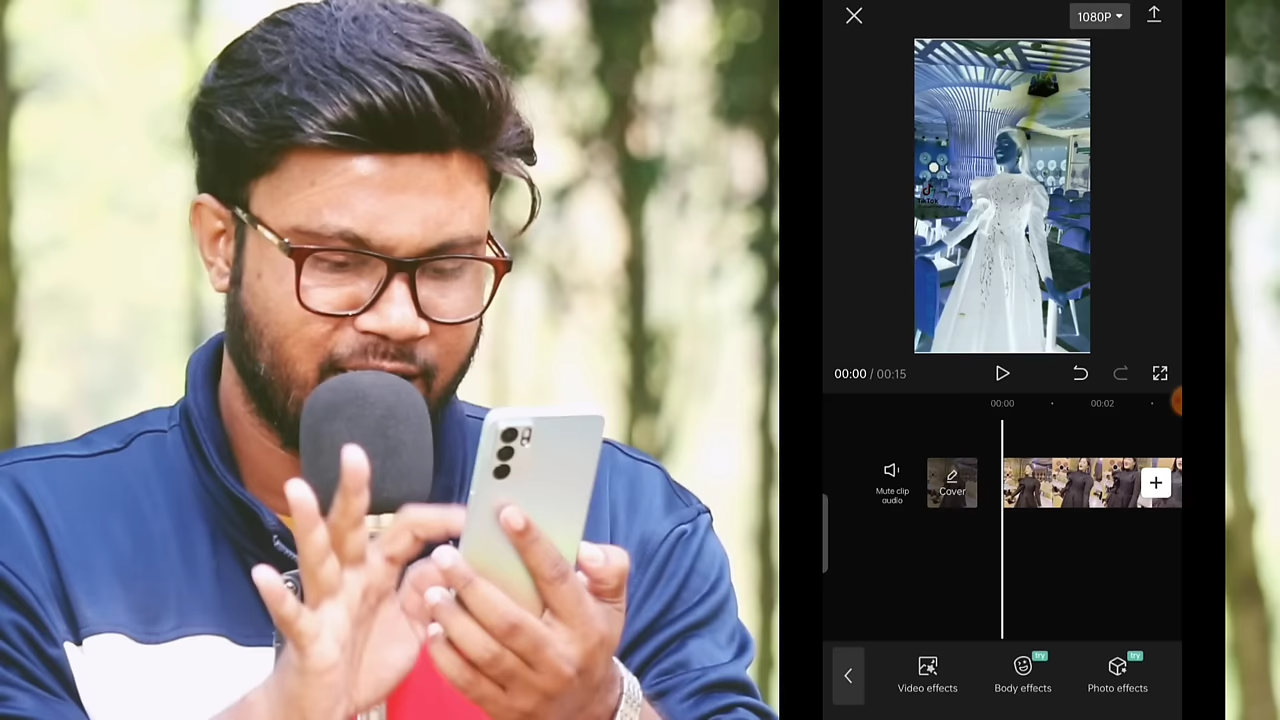 1080P
TikTok
00:00 / 00:15
00:00
00:02
Mute clip
audio
Cover
Video effects
try
Body effects
try
Photo effects